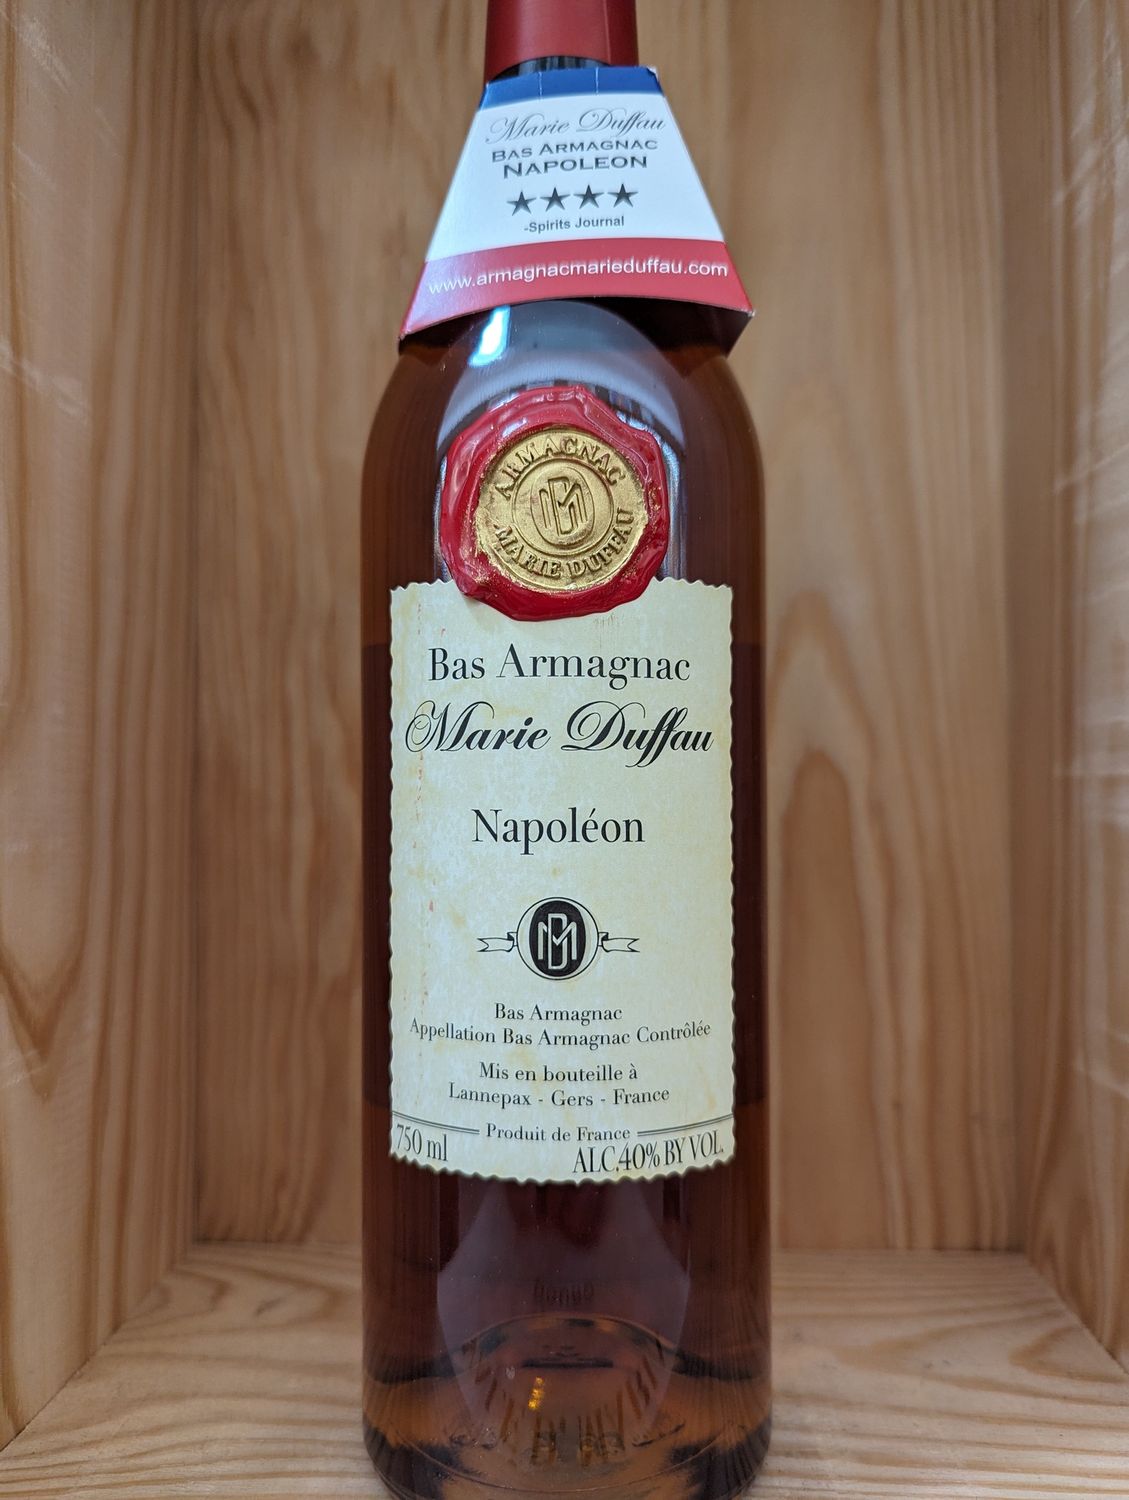 Marie Duffau
BAS ARMAGNAC
NAPOLEON
★★★★
-Spirits Journal
www.armagnacmarieduffau.com
ARMAGNAC
MARIE DUFFAU
Bas Armagnac
Marie Duffau
Napoléon
Bas Armagnac
Appellation Bas Armagnac Contrôlée
Mis en bouteille à
Lannepax - Gers - France
Produit de France
750 ml
ALC.40% BY VOL.